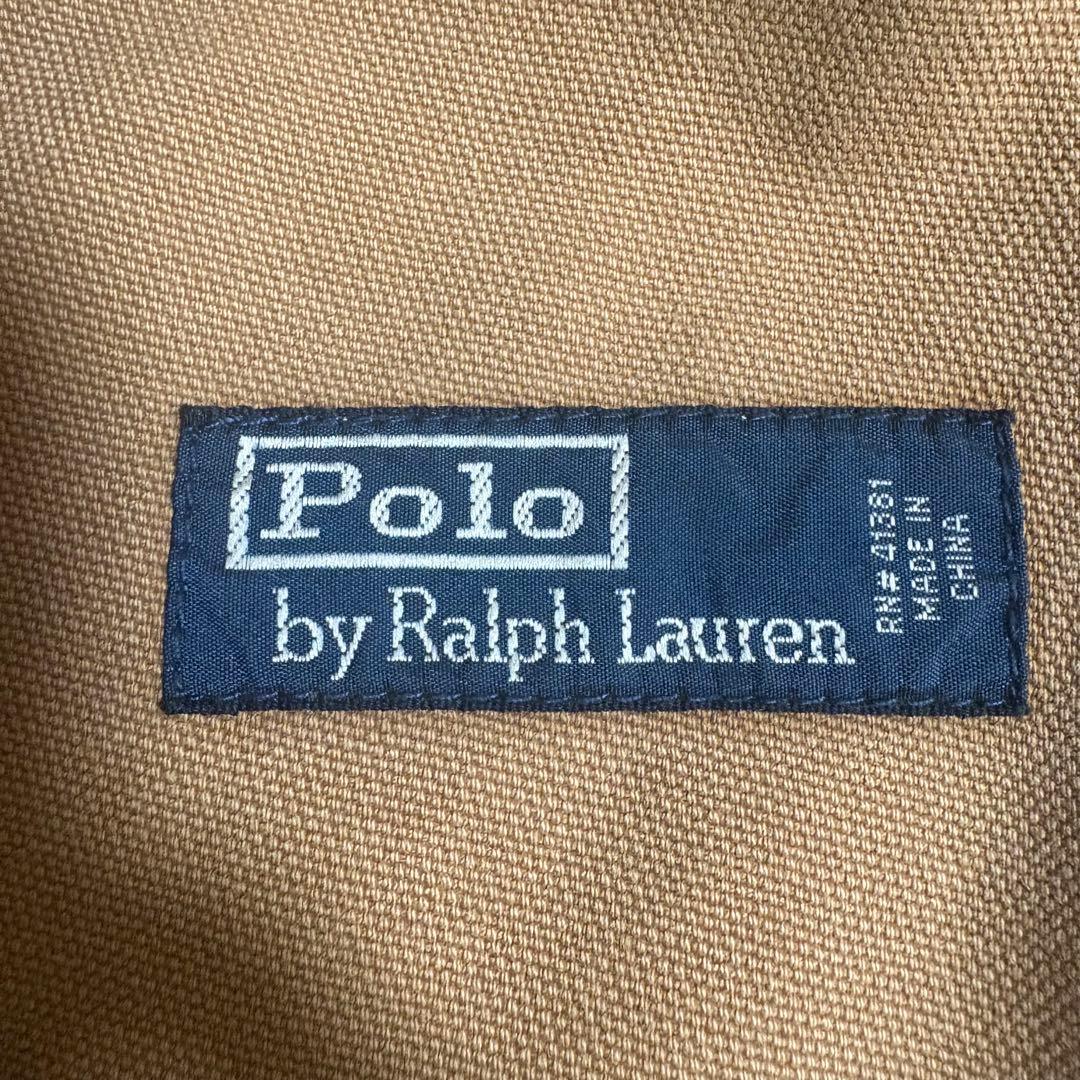 Polo
by Ralph Lauren
RN# 41381
MADE IN
CHINA